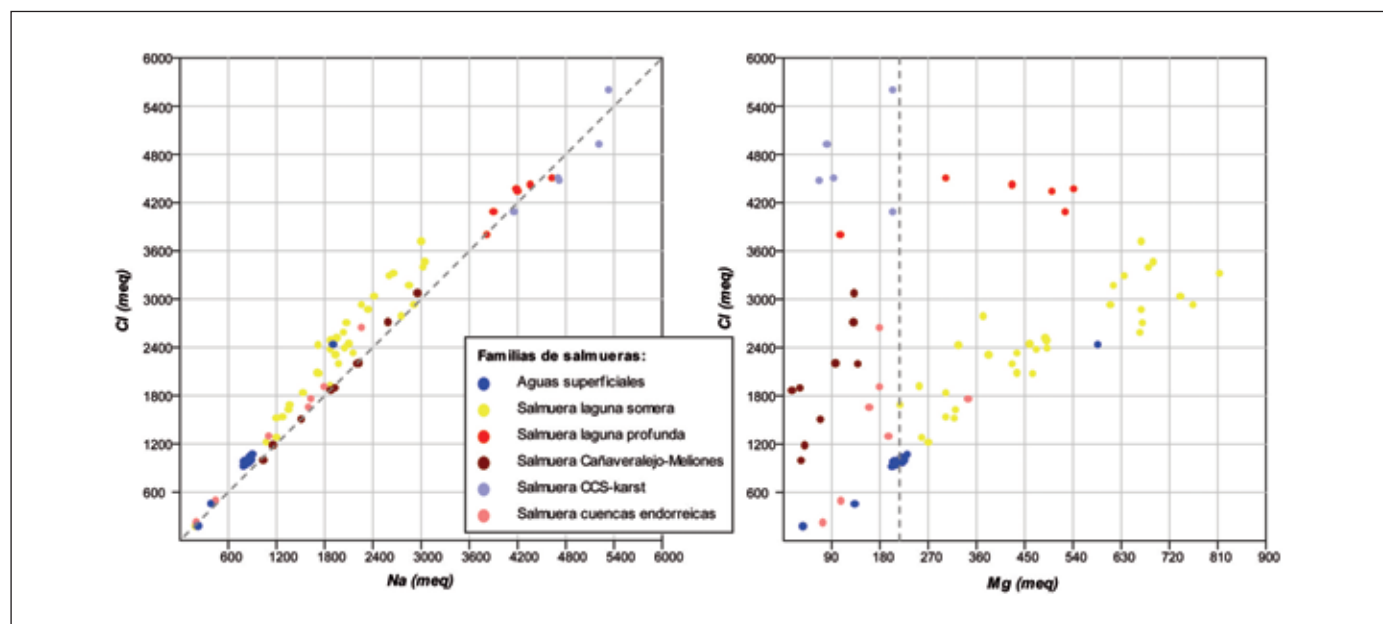 6000
5400
4800
4200
3600
3000
2400
1800
1200
600
Cl (meq)
600 1200 1800 2400 3000 3600 4200 4800 5400 6000
Na (meq)
Familias de salmueras:
Aguas superficiales
Salmuera laguna somera
Salmuera laguna profunda
Salmuera Cañaveralejo-Meliones
Salmuera CCS-karst
Salmuera cuencas endorreicas
6000
5400
4800
4200
3600
3000
2400
1800
1200
600
Cl (meq)
90 180 270 360 450 540 630 720 810 900
Mg (meq)